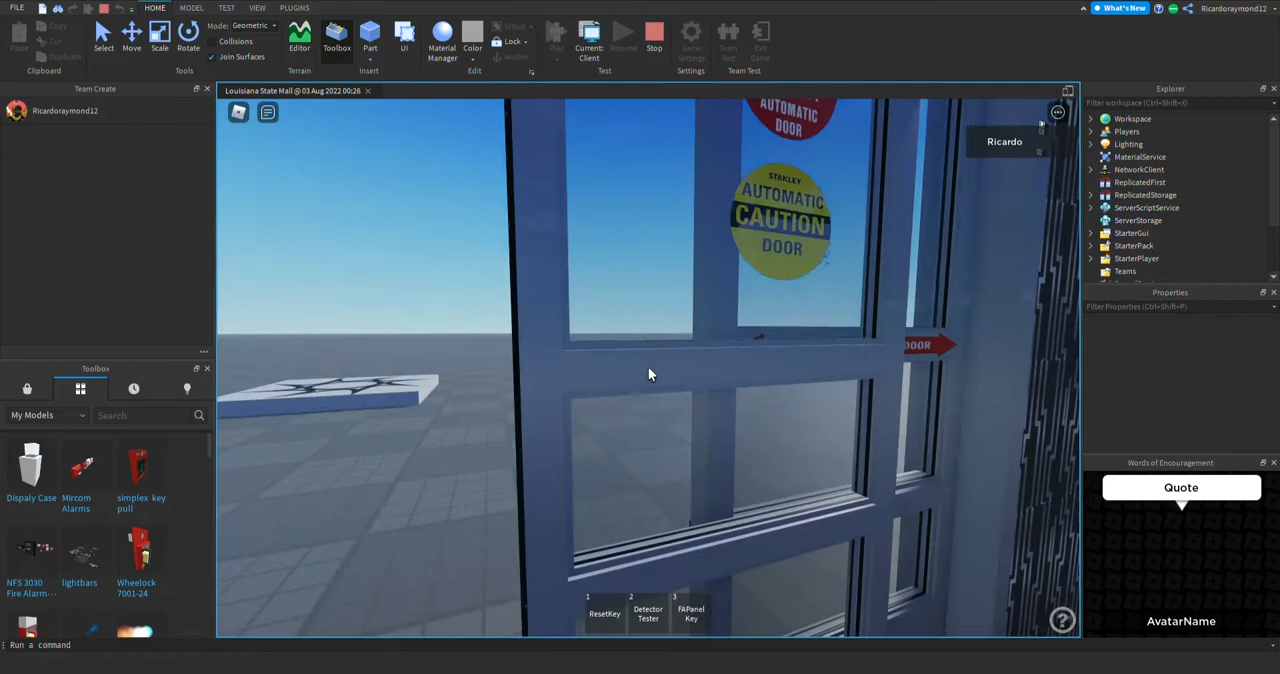 FILE
HOME
MODEL
TEST
VIEW
PLUGINS
What's New
Ricardoraymond12
Paste
Copy
Cut
Duplicate
Clipboard
Select
Move
Scale
Rotate
Mode: Geometric
Collisions
Join Surfaces
Tools
Editor
Terrain
Toolbox
Part
Insert
UI
Material
Manager
Color
Group
Lock
Anchor
Edit
Play
Current:
Client
Resume
Stop
Test
Game
Settings
Settings
Team
Test
Exit
Game
Team Test
Team Create
Ricardoraymond12
Louisiana State Mall @ 03 Aug 2022 00:26
Ricardo
AUTOMATIC
DOOR
STANLEY
AUTOMATIC
CAUTION
DOOR
DOOR
1
ResetKey
2
Detector
Tester
3
FAPanel
Key
Toolbox
My Models
Search
Dispaly Case
Mircom
Alarms
simplex key
pull
NFS 3030
Fire Alarm···
lightbars
Wheelock
7001-24
Run a command
Explorer
Filter workspace (Ctrl+Shift+X)
Workspace
Players
Lighting
MaterialService
NetworkClient
ReplicatedFirst
ReplicatedStorage
ServerScriptService
ServerStorage
StarterGui
StarterPack
StarterPlayer
Teams
Properties
Filter Properties (Ctrl+Shift+P)
Words of Encouragement
Quote
AvatarName